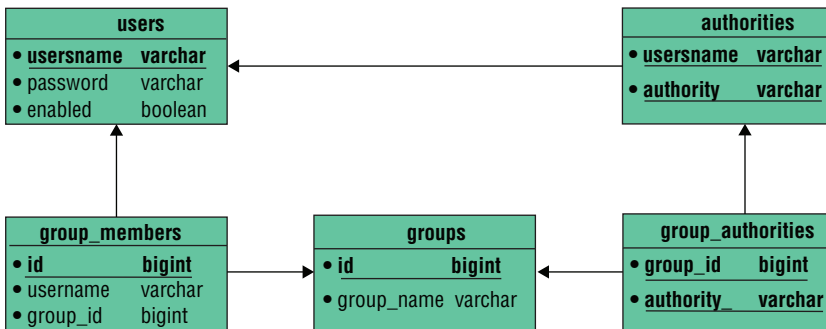 users
• usersname varchar
• password varchar
• enabled boolean
authorities
• usersname varchar
• authority varchar
group_members
• id bigint
• username varchar
• group_id bigint
groups
• id bigint
• group_name varchar
group_authorities
• group_id bigint
• authority_ varchar